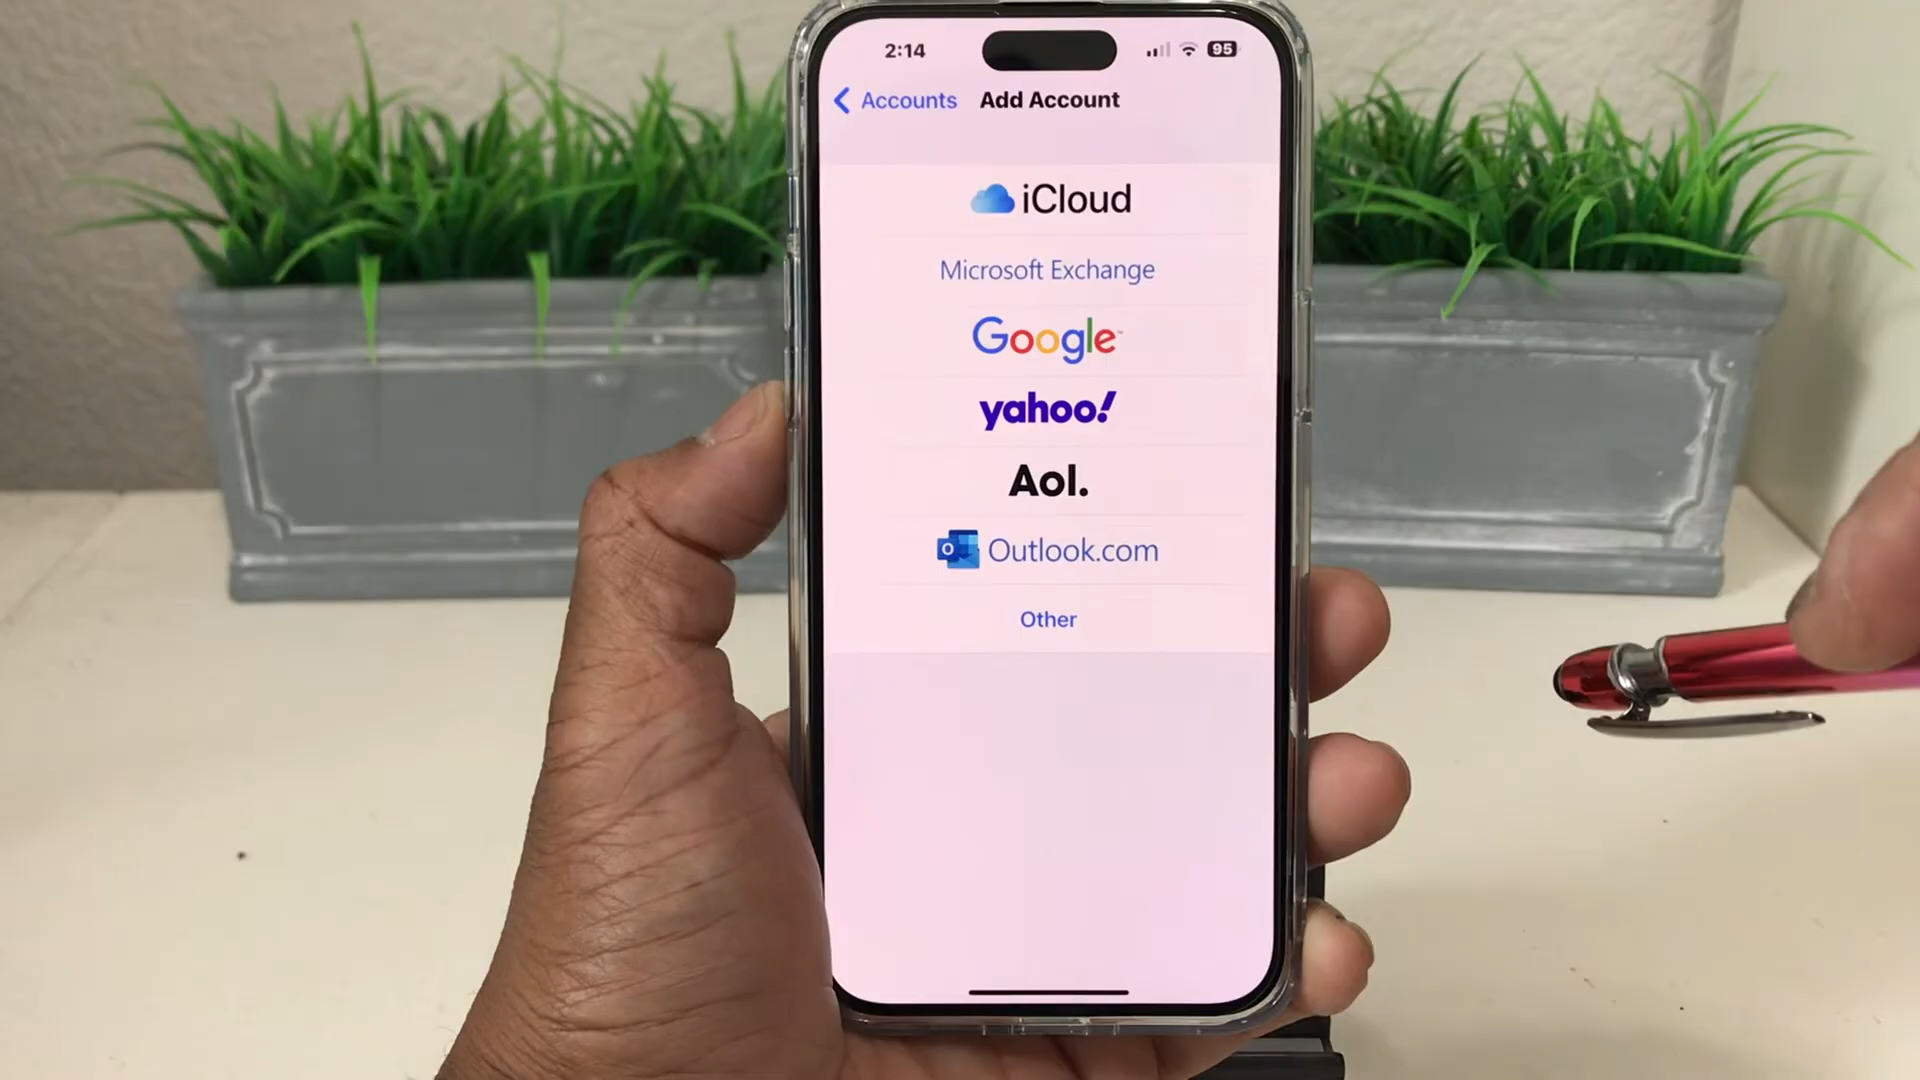 2:14
95
Accounts
Add Account
iCloud
Microsoft Exchange
Google
yahoo!
Aol.
Outlook.com
Other